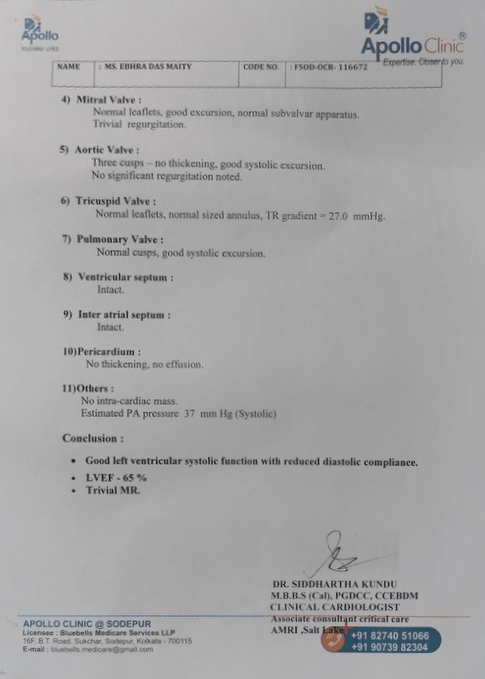 Apollo
TOUCHING LIVES
Apollo Clinic®
Expertise. Closer to you.
NAME : MS. EBHRA DAS MAITY CODE NO. : FSOD-OCR- 116672
4) Mitral Valve :
Normal leaflets, good excursion, normal subvalvar apparatus.
Trivial regurgitation.
5) Aortic Valve :
Three cusps – no thickening, good systolic excursion.
No significant regurgitation noted.
6) Tricuspid Valve :
Normal leaflets, normal sized annulus, TR gradient = 27.0 mmHg.
7) Pulmonary Valve :
Normal cusps, good systolic excursion.
8) Ventricular septum :
Intact.
9) Inter atrial septum :
Intact.
10)Pericardium :
No thickening, no effusion.
11)Others :
No intra-cardiac mass.
Estimated PA pressure 37 mm Hg (Systolic)
Conclusion :
• Good left ventricular systolic function with reduced diastolic compliance.
• LVEF - 65 %
• Trivial MR.
DR. SIDDHARTHA KUNDU
M.B.B.S (Cal), PGDCC, CCEBDM
CLINICAL CARDIOLOGIST
Associate consultant critical care
AMRI ,Salt Lake
APOLLO CLINIC @ SODEPUR
Licensee : Bluebells Medicare Services LLP
16F, B.T. Road, Sukchar, Sodepur, Kolkata - 700115
E-mail : bluebells.medicare@gmail.com
+91 82740 51066
+91 90739 82304